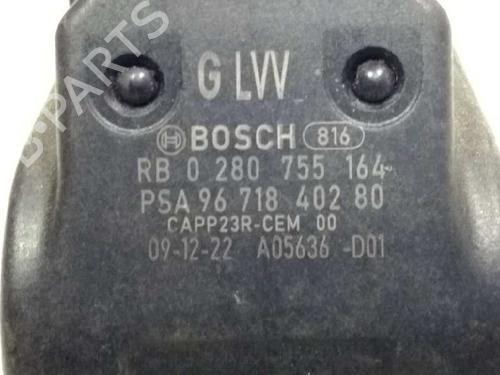 G LVV
BOSCH 816
RB 0 280 755 164
PSA 96 718 402 80
CAPP23R-CEM 00
09-12-22 A05636 -D01
B-PARTS